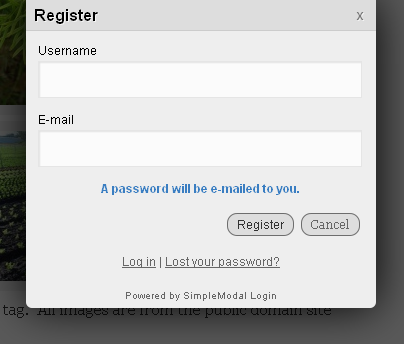 Register x
Username
E-mail
A password will be e-mailed to you.
Register Cancel
Log in | Lost your password?
Powered by SimpleModal Login
tag. All images are from the public domain site